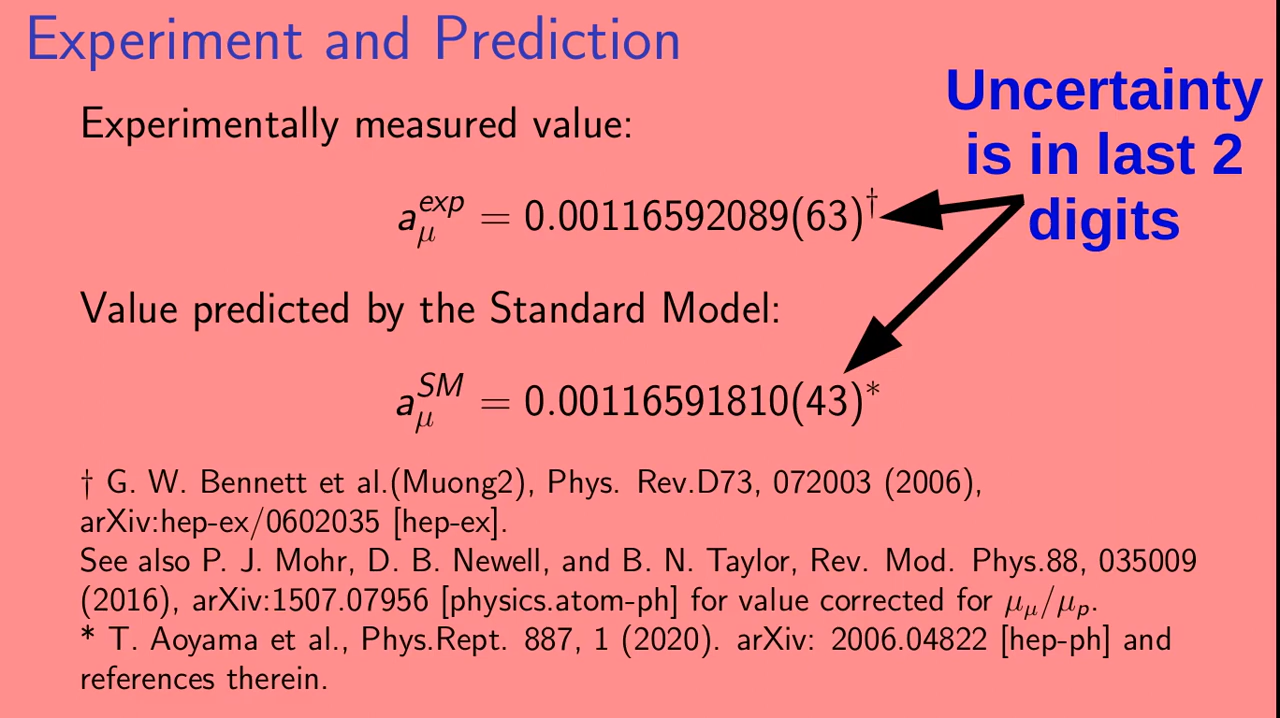 Experiment and Prediction
Uncertainty
is in last 2
digits
Experimentally measured value:
a_μ^{exp} = 0.00116592089(63)^†
Value predicted by the Standard Model:
a_μ^{SM} = 0.00116591810(43)^*
† G. W. Bennett et al.(Muong2), Phys. Rev.D73, 072003 (2006),
arXiv:hep-ex/0602035 [hep-ex].
See also P. J. Mohr, D. B. Newell, and B. N. Taylor, Rev. Mod. Phys.88, 035009
(2016), arXiv:1507.07956 [physics.atom-ph] for value corrected for μ_μ/μ_p.
* T. Aoyama et al., Phys.Rept. 887, 1 (2020). arXiv: 2006.04822 [hep-ph] and
references therein.